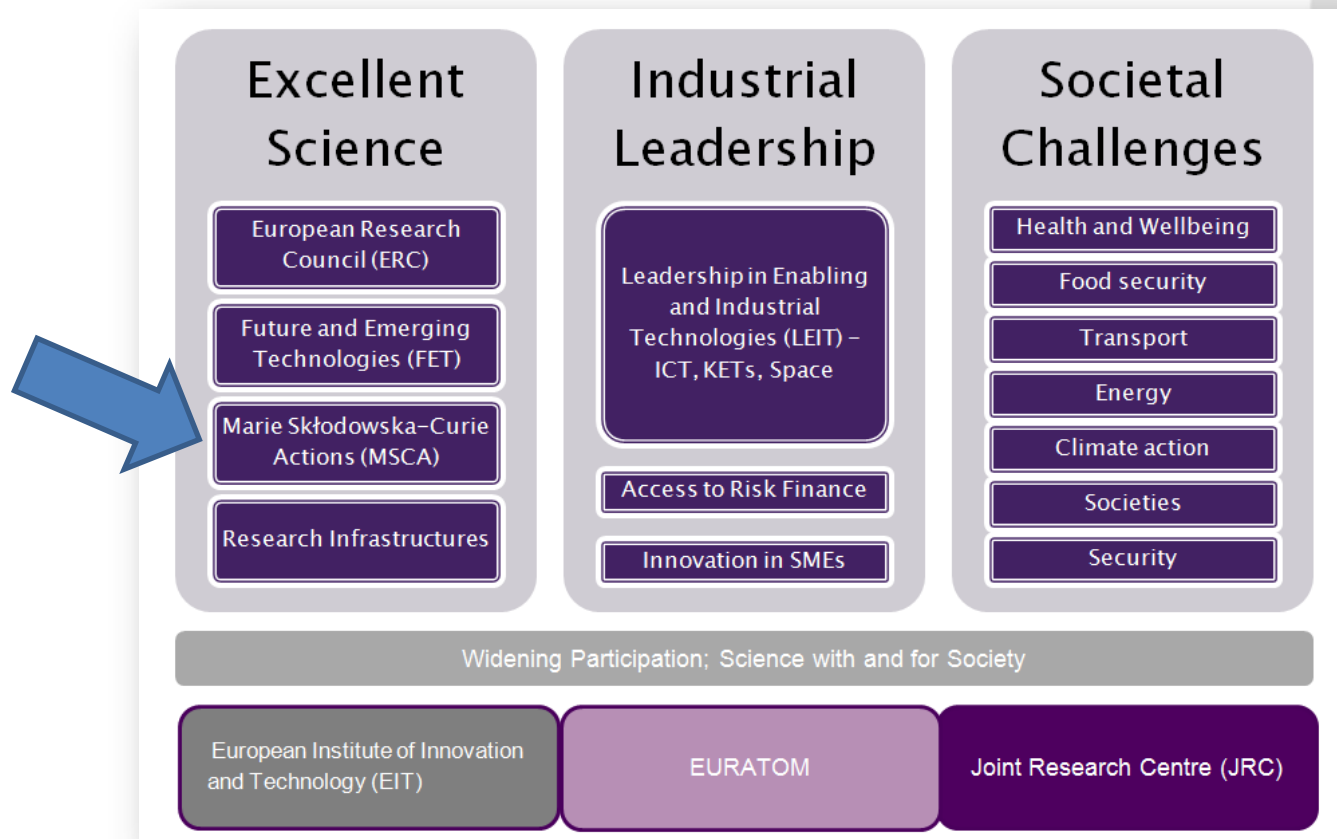 Excellent
Science
European Research
Council (ERC)
Future and Emerging
Technologies (FET)
Marie Skłodowska-Curie
Actions (MSCA)
Research Infrastructures
Industrial
Leadership
Leadership in Enabling
and Industrial
Technologies (LEIT) –
ICT, KETs, Space
Access to Risk Finance
Innovation in SMEs
Societal
Challenges
Health and Wellbeing
Food security
Transport
Energy
Climate action
Societies
Security
Widening Participation; Science with and for Society
European Institute of Innovation
and Technology (EIT)
EURATOM
Joint Research Centre (JRC)